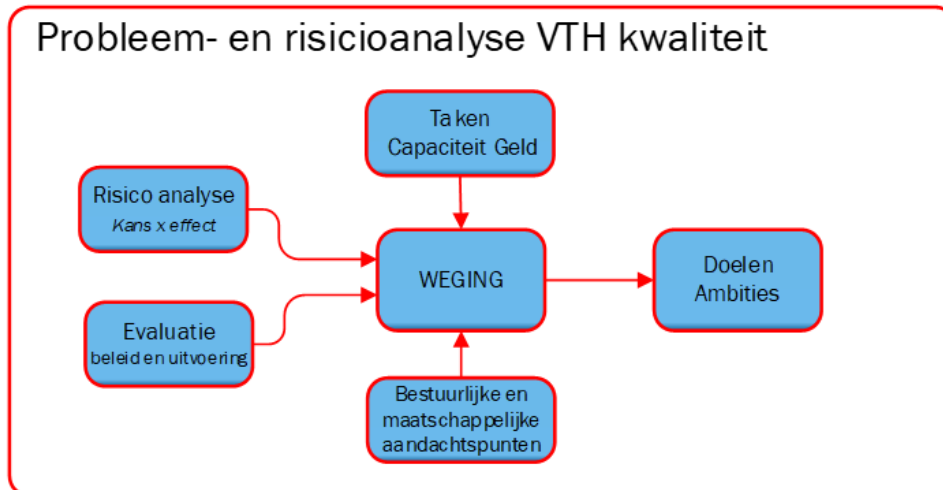 Probleem- en risicioanalyse VTH kwaliteit
Taken
Capaciteit Geld
Risico analyse
Kans x effect
WEGING
Doelen
Ambities
Evaluatie
beleid en uitvoering
Bestuurlijke en
maatschappelijke
aandachtspunten